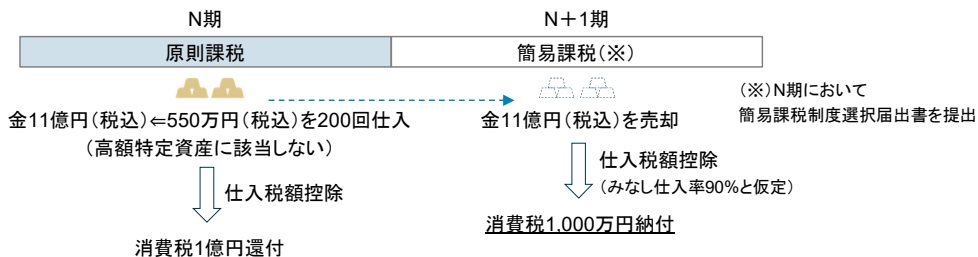 N期
N+1期
原則課税
簡易課税(※)
金11億円(税込)⇐550万円(税込)を200回仕入
(高額特定資産に該当しない)
金11億円(税込)を売却
(※)N期において
簡易課税制度選択届出書を提出
仕入税額控除
仕入税額控除
(みなし仕入率90%と仮定)
消費税1億円還付
消費税1,000万円納付